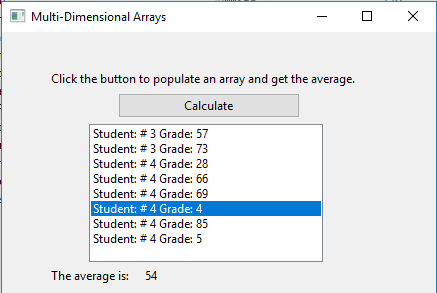 Multi-Dimensional Arrays
Click the button to populate an array and get the average.
Calculate
Student: # 3 Grade: 57
Student: # 3 Grade: 73
Student: # 4 Grade: 28
Student: # 4 Grade: 66
Student: # 4 Grade: 69
Student: # 4 Grade: 4
Student: # 4 Grade: 85
Student: # 4 Grade: 5
The average is: 54